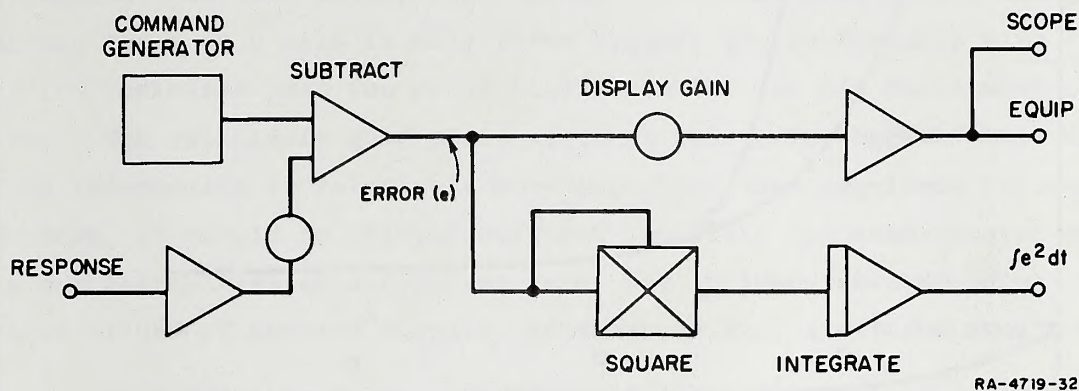 COMMAND
GENERATOR
SUBTRACT
DISPLAY GAIN
SCOPE
EQUIP
ERROR (e)
RESPONSE
∫e²dt
SQUARE
INTEGRATE
RA-4719-32